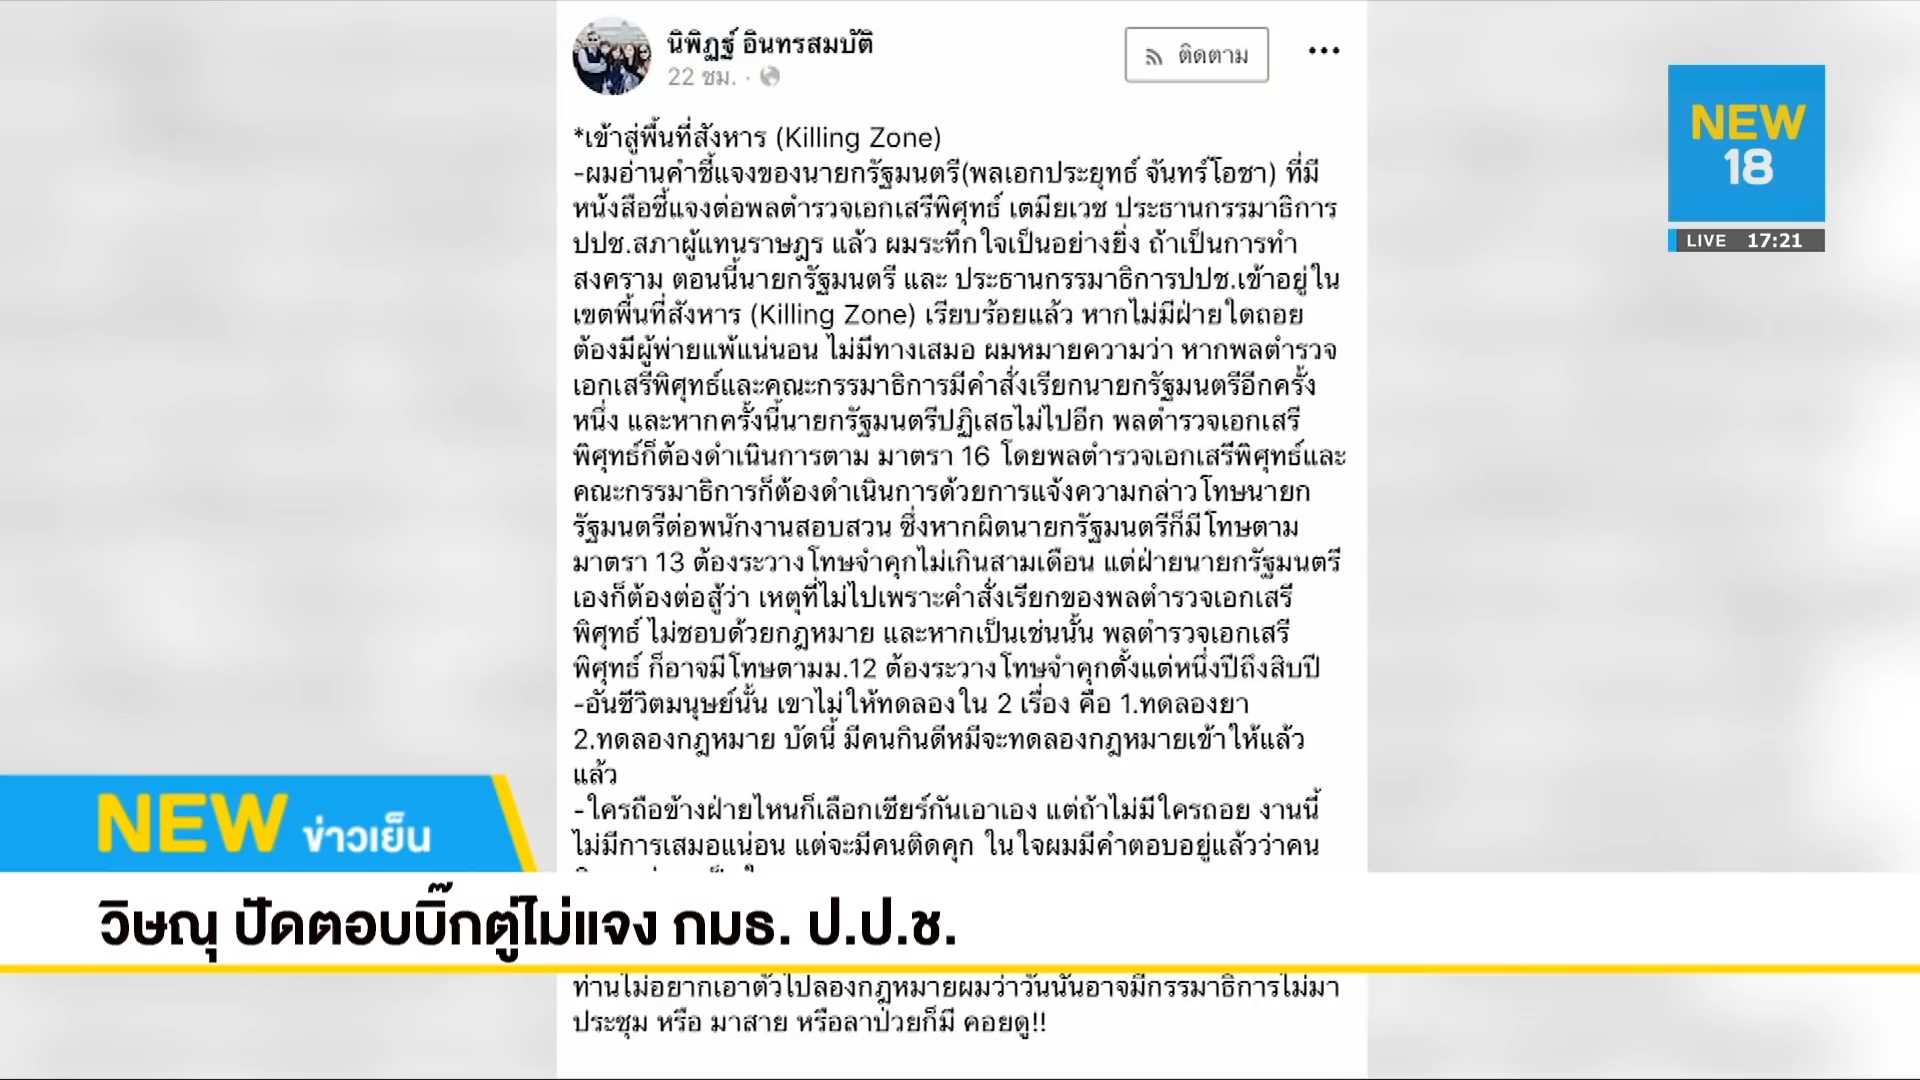 นิพิฏฐ์ อินทรสมบัติ
22 ชม. ·
ติดตาม
NEW
18
LIVE 17:21
*เข้าสู่พื้นที่สังหาร (Killing Zone)
-ผมอ่านคำชี้แจงของนายกรัฐมนตรี(พลเอกประยุทธ์ จันทร์โอชา) ที่มี
หนังสือชี้แจงต่อพลตำรวจเอกเสรีพิศุทธ์ เตมียเวช ประธานกรรมาธิการ
ปปช.สภาผู้แทนราษฎร แล้ว ผมระทึกใจเป็นอย่างยิ่ง ถ้าเป็นการทำ
สงคราม ตอนนี้นายกรัฐมนตรี และ ประธานกรรมาธิการปปช.เข้าอยู่ใน
เขตพื้นที่สังหาร (Killing Zone) เรียบร้อยแล้ว หากไม่มีฝ่ายใดถอย
ต้องมีผู้พ่ายแพ้แน่นอน ไม่มีทางเสมอ ผมหมายความว่า หากพลตำรวจ
เอกเสรีพิศุทธ์และคณะกรรมาธิการมีคำสั่งเรียกนายกรัฐมนตรีอีกครั้ง
หนึ่ง และหากครั้งนี้นายกรัฐมนตรีปฏิเสธไม่ไปอีก พลตำรวจเอกเสรี
พิศุทธ์ก็ต้องดำเนินการตาม มาตรา 16 โดยพลตำรวจเอกเสรีพิศุทธ์และ
คณะกรรมาธิการก็ต้องดำเนินการด้วยการแจ้งความกล่าวโทษนายก
รัฐมนตรีต่อพนักงานสอบสวน ซึ่งหากผิดนายกรัฐมนตรีก็มีโทษตาม
มาตรา 13 ต้องระวางโทษจำคุกไม่เกินสามเดือน แต่ฝ่ายนายกรัฐมนตรี
เองก็ต้องต่อสู้ว่า เหตุที่ไม่ไปเพราะคำสั่งเรียกของพลตำรวจเอกเสรี
พิศุทธ์ ไม่ชอบด้วยกฎหมาย และหากเป็นเช่นนั้น พลตำรวจเอกเสรี
พิศุทธ์ ก็อาจมีโทษตามม.12 ต้องระวางโทษจำคุกตั้งแต่หนึ่งปีถึงสิบปี
-อันชีวิตมนุษย์นั้น เขาไม่ให้ทดลองใน 2 เรื่อง คือ 1.ทดลองยา
2.ทดลองกฎหมาย บัดนี้ มีคนกินดีหมีจะทดลองกฎหมายเข้าให้แล้ว
แล้ว
-ใครถือข้างฝ่ายไหนก็เลือกเชียร์กันเอาเอง แต่ถ้าไม่มีใครถอย งานนี้
ไม่มีการเสมอแน่อน แต่จะมีคนติดคุก ในใจผมมีคำตอบอยู่แล้วว่าคน
NEW ข่าวเย็น
วิษณุ ปัดตอบบิ๊กตู่ไม่แจง กมธ. ป.ป.ช.
ท่านไม่อยากเอาตัวไปลองกฎหมายผมว่าวันนั้นอาจมีกรรมาธิการไม่มา
ประชุม หรือ มาสาย หรือลาป่วยก็มี คอยดู!!